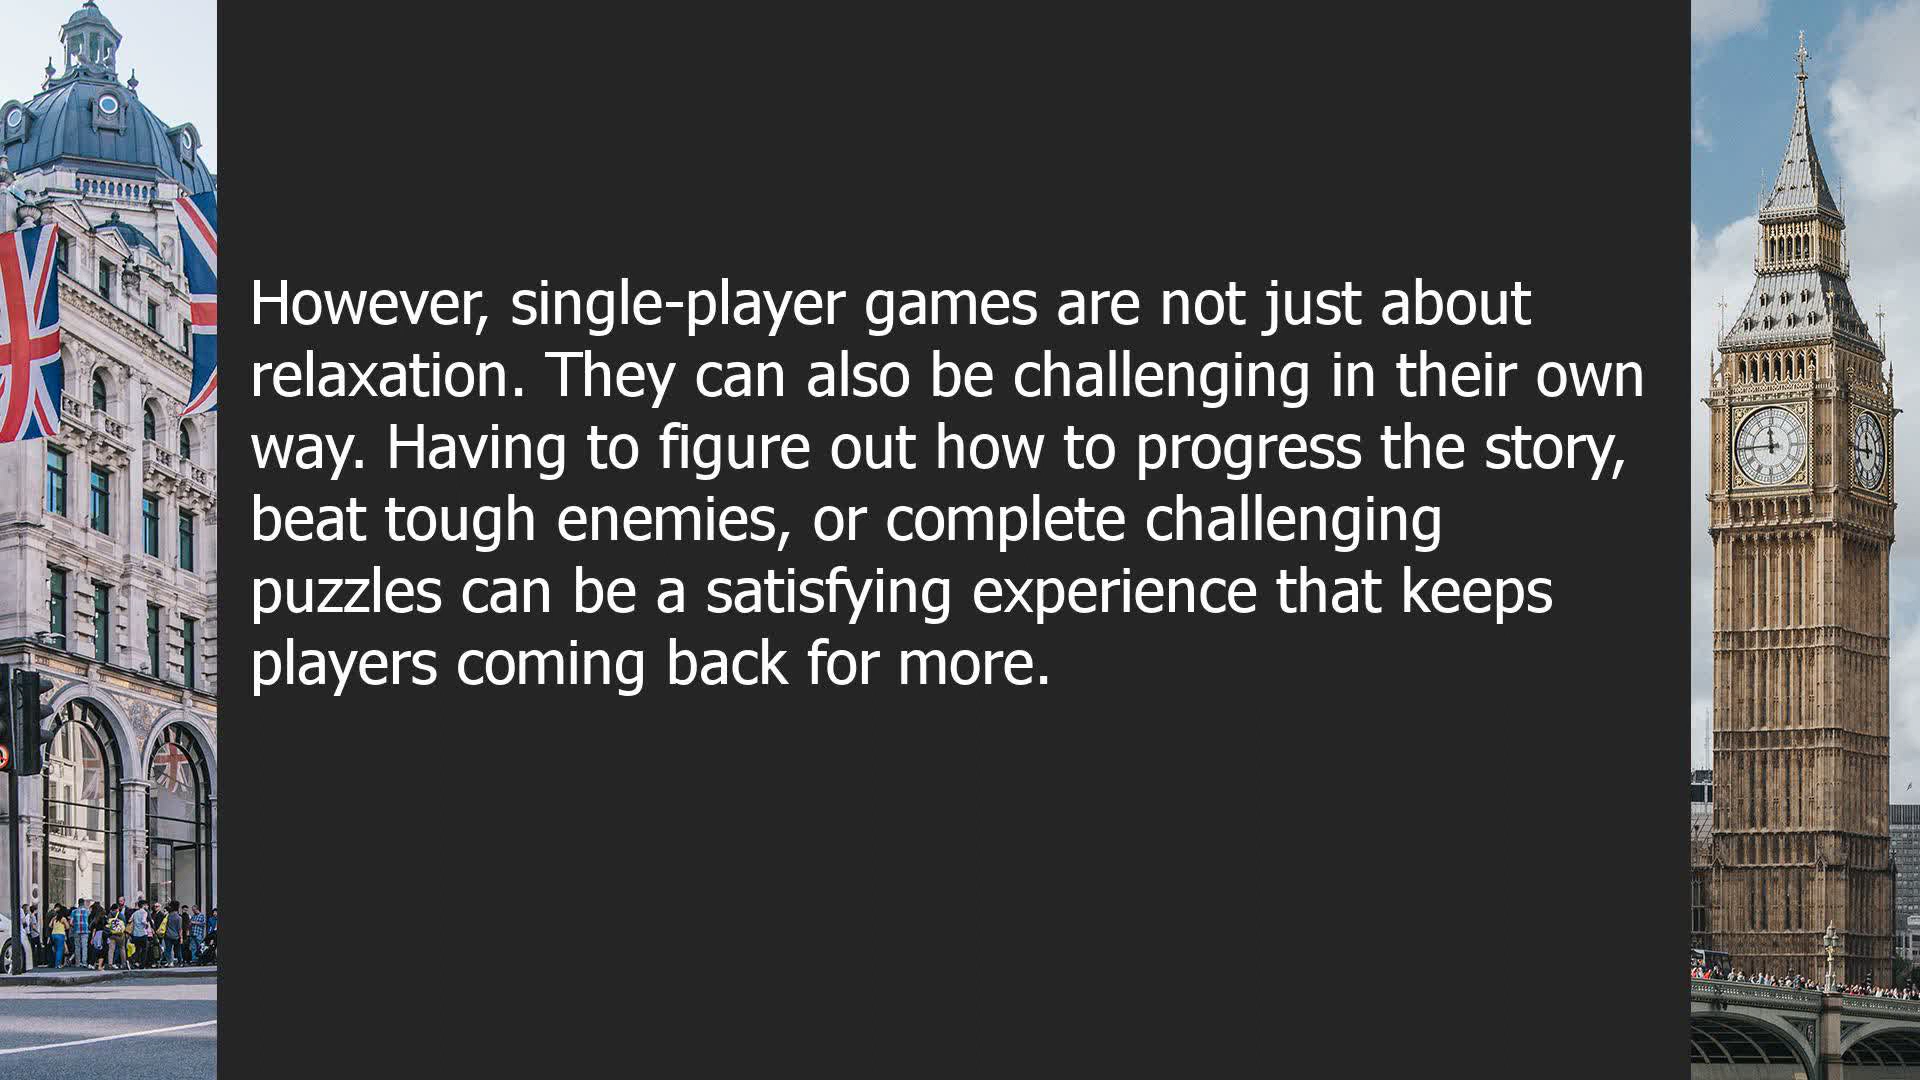 However, single-player games are not just about
relaxation. They can also be challenging in their own
way. Having to figure out how to progress the story,
beat tough enemies, or complete challenging
puzzles can be a satisfying experience that keeps
players coming back for more.